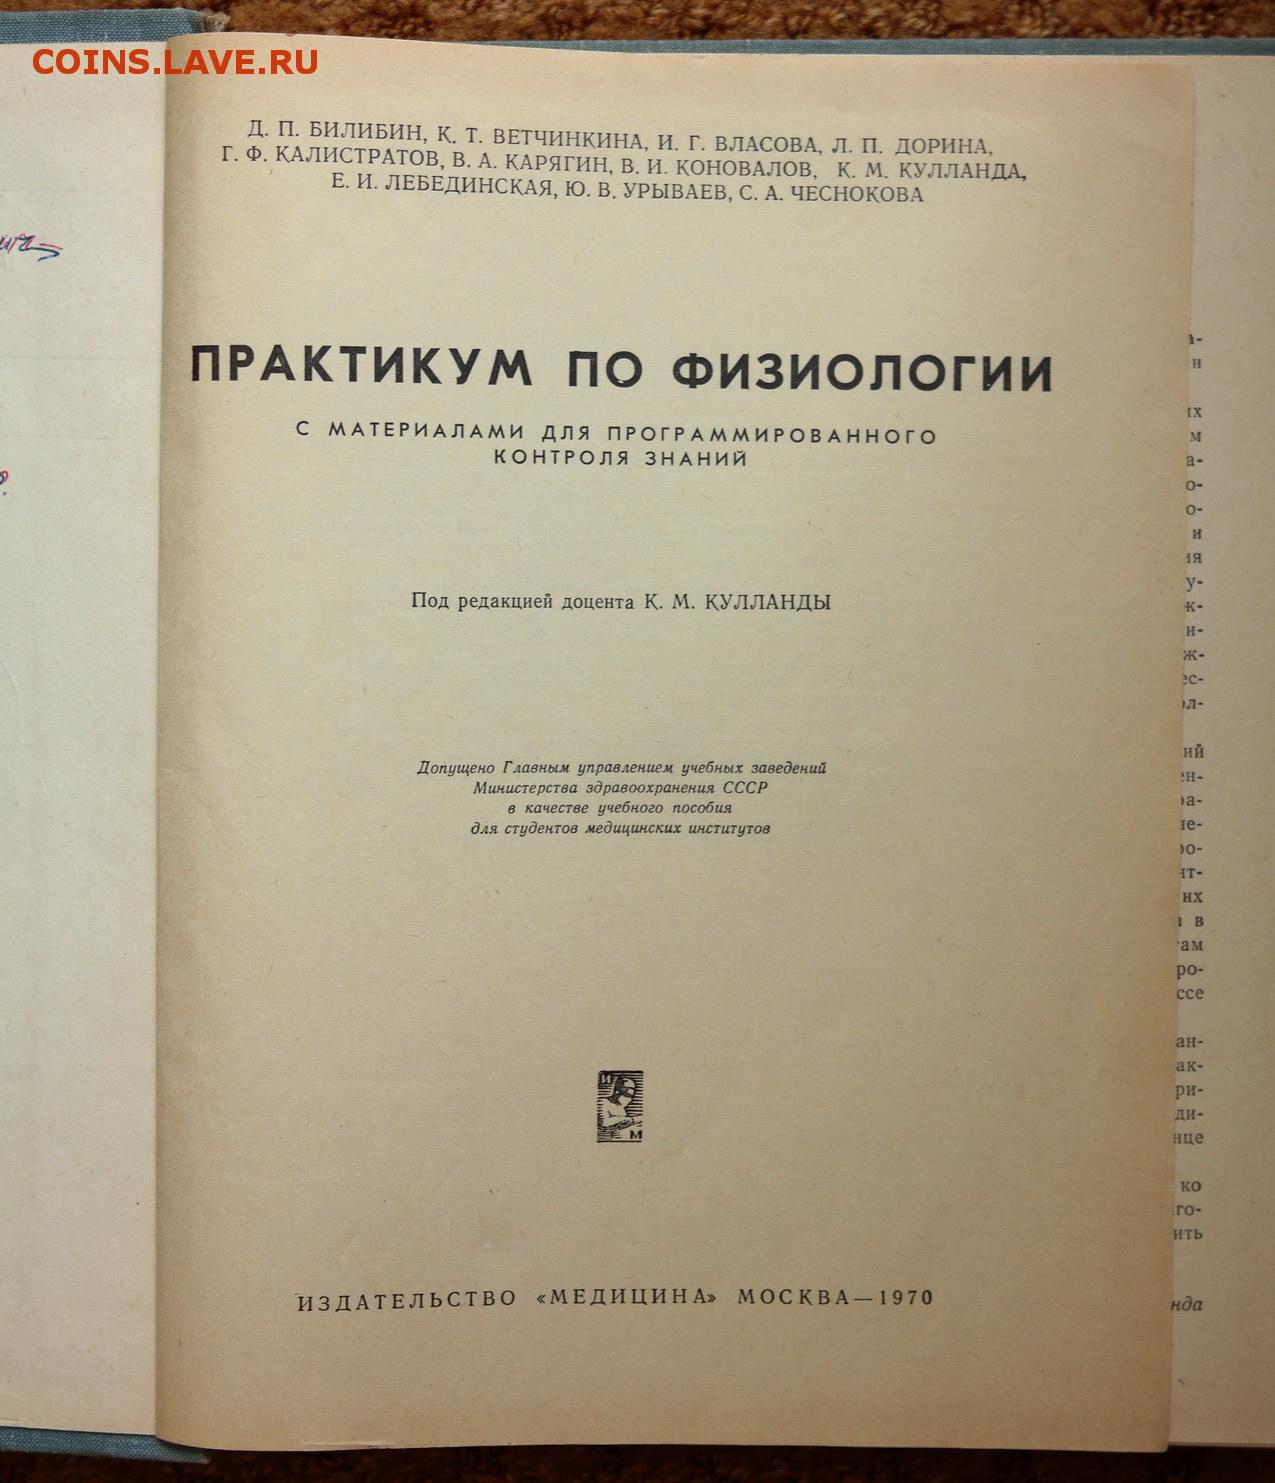 COINS.LAVE.RU
Д. П. БИЛИБИН, К. Т. ВЕТЧИНКИНА, И. Г. ВЛАСОВА, Л. П. ДОРИНА,
Г. Ф. КАЛИСТРАТОВ, В. А. КАРЯГИН, В. И. КОНОВАЛОВ, К. М. КУЛЛАНДА,
Е. И. ЛЕБЕДИНСКАЯ, Ю. В. УРЫВАЕВ, С. А. ЧЕСНОКОВА
ПРАКТИКУМ ПО ФИЗИОЛОГИИ
С МАТЕРИАЛАМИ ДЛЯ ПРОГРАММИРОВАННОГО
КОНТРОЛЯ ЗНАНИЙ
Под редакцией доцента К. М. КУЛЛАНДЫ
Допущено Главным управлением учебных заведений
Министерства здравоохранения СССР
в качестве учебного пособия
для студентов медицинских институтов
И
М
ИЗДАТЕЛЬСТВО «МЕДИЦИНА» МОСКВА—1970